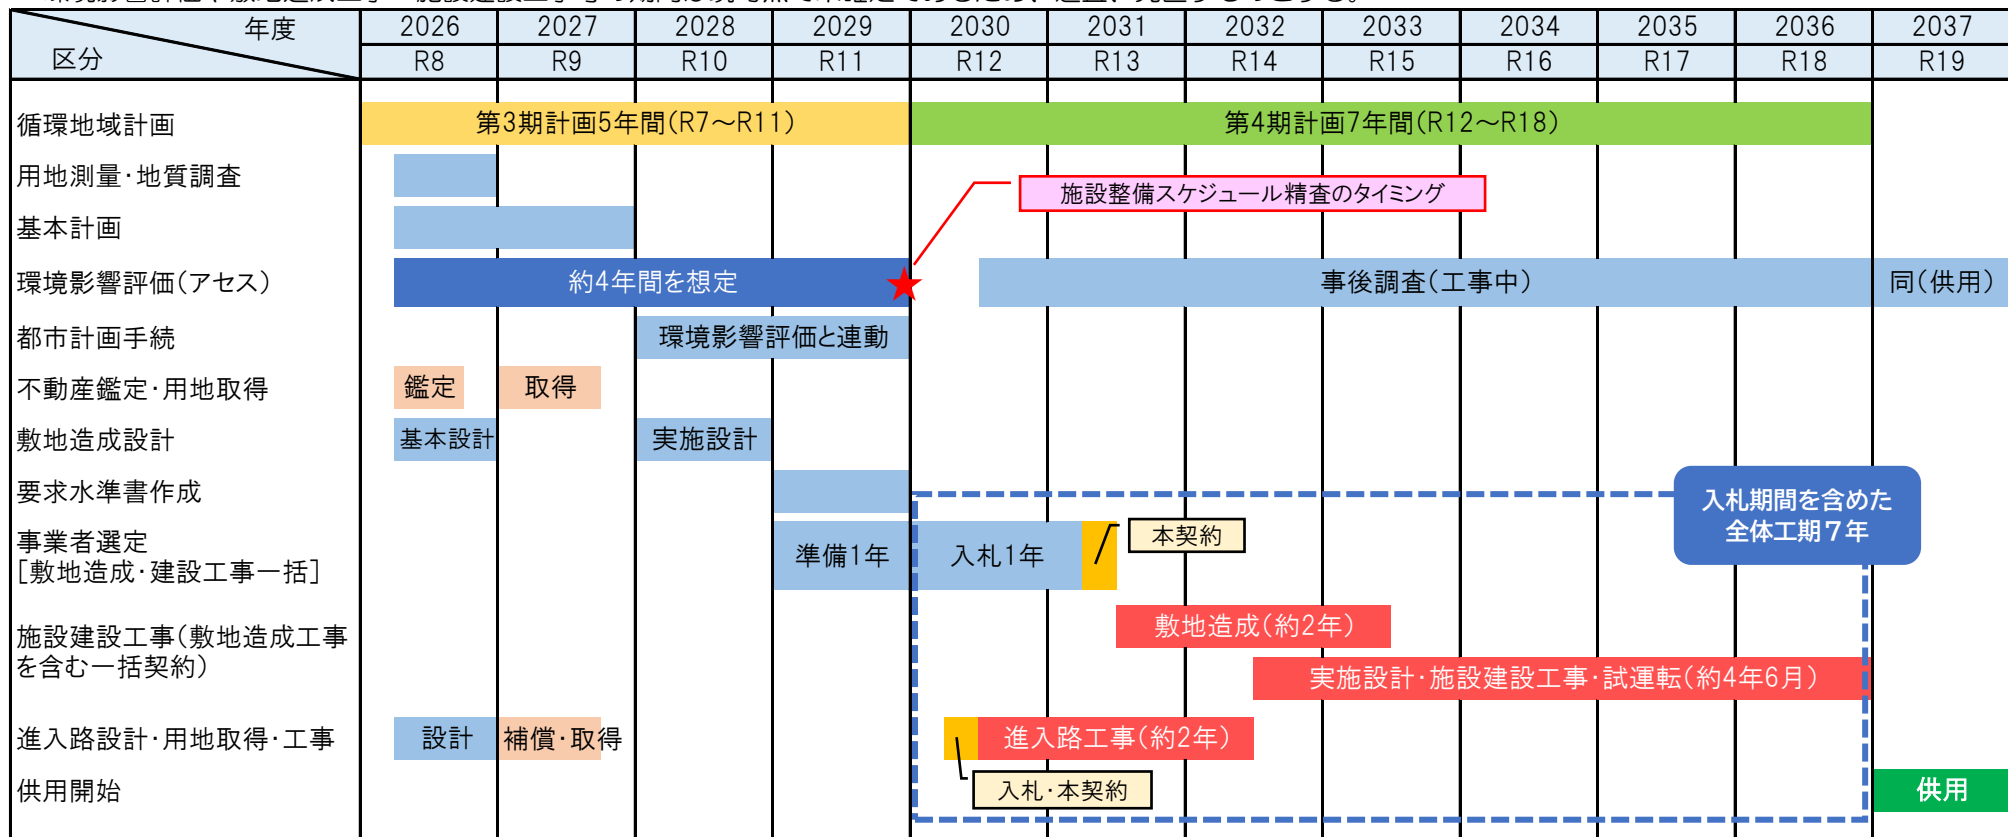 年度 2026 2027 2028 2029 2030 2031 2032 2033 2034 2035 2036 2037
区分 R8 R9 R10 R11 R12 R13 R14 R15 R16 R17 R18 R19
循環地域計画 第3期計画5年間(R7～R11) 第4期計画7年間(R12～R18)
用地測量・地質調査
施設整備スケジュール精査のタイミング
基本計画
環境影響評価(アセス) 約4年間を想定 事後調査(工事中) 同(供用)
都市計画手続 環境影響評価と連動
不動産鑑定・用地取得 鑑定 取得
敷地造成設計 基本設計 実施設計
要求水準書作成
入札期間を含めた
全体工期７年
事業者選定
[敷地造成・建設工事一括] 準備1年 入札1年 本契約
施設建設工事(敷地造成工事
を含む一括契約)
敷地造成(約2年)
実施設計・施設建設工事・試運転(約4年6月)
進入路設計・用地取得・工事 設計 補償・取得 進入路工事(約2年)
入札・本契約
供用開始 供用